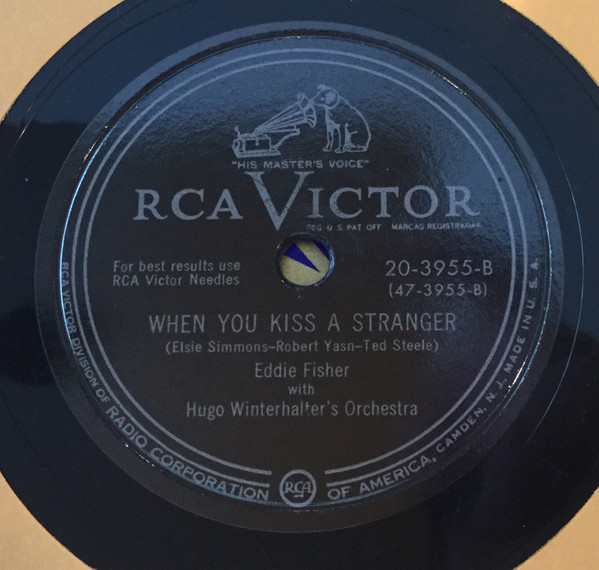 "HIS MASTER'S VOICE"
RCA VICTOR
REG. U.S. PAT. OFF. MARCAS REGISTRADAS
For best results use
RCA Victor Needles
20-3955-B
(47-3955-B)
WHEN YOU KISS A STRANGER
(Elsie Simmons-Robert Yasn-Ted Steele)
Eddie Fisher
with
Hugo Winterhalter's Orchestra
RCA VICTOR DIVISION OF RADIO CORPORATION OF AMERICA, CAMDEN, N. J. MADE IN U. S. A.
RCA